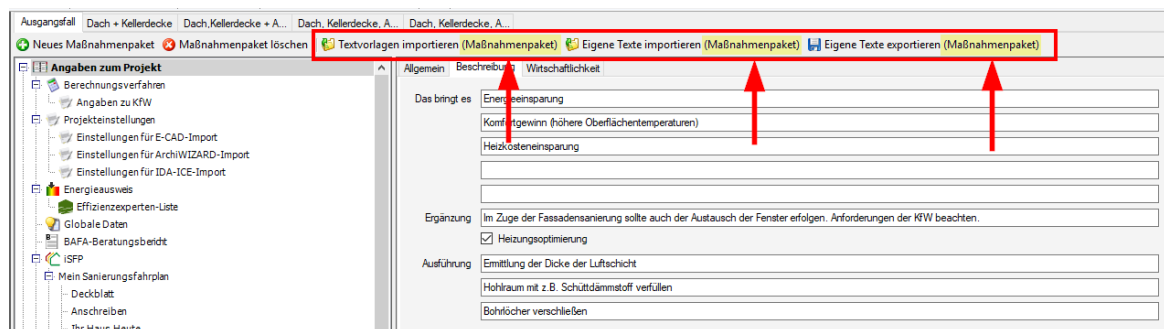 Ausgangsfall Dach + Kellerdecke Dach,Kellerdecke + A... Dach, Kellerdecke, A... Dach, Kellerdecke, A...
Neues Maßnahmenpaket Maßnahmenpaket löschen Textvorlagen importieren (Maßnahmenpaket) Eigene Texte importieren (Maßnahmenpaket) Eigene Texte exportieren (Maßnahmenpaket)
Angaben zum Projekt
Berechnungsverfahren
Angaben zu KfW
Projekteinstellungen
Einstellungen für E-CAD-Import
Einstellungen für ArchiWIZARD-Import
Einstellungen für IDA-ICE-Import
Energieausweis
Effizienzexperten-Liste
Globale Daten
BAFA-Beratungsbericht
iSFP
Mein Sanierungsfahrplan
Deckblatt
Anschreiben
Ihr Haus Heute
Allgemein Beschreibung Wirtschaftlichkeit
Das bringt es Energieeinsparung
Komfortgewinn (höhere Oberflächentemperaturen)
Heizkosteneinsparung
Ergänzung Im Zuge der Fassadensanierung sollte auch der Austausch der Fenster erfolgen. Anforderungen der KfW beachten.
Heizungsoptimierung
Ausführung Ermittlung der Dicke der Luftschicht
Hohlraum mit z.B. Schüttdämmstoff verfüllen
Bohrlöcher verschließen